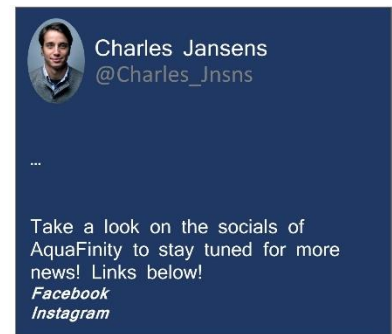 Charles Jansens
@Charles_Jnsns
...
Take a look on the socials of
AquaFinity to stay tuned for more
news! Links below!
Facebook
Instagram